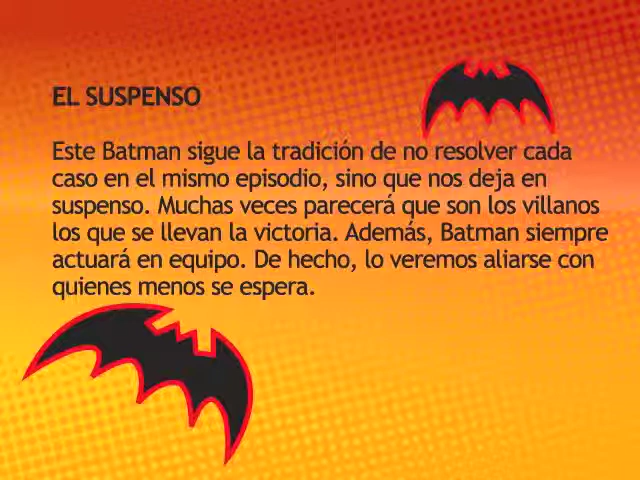 EL SUSPENSO
Este Batman sigue la tradición de no resolver cada
caso en el mismo episodio, sino que nos deja en
suspenso. Muchas veces parecerá que son los villanos
los que se llevan la victoria. Además, Batman siempre
actuará en equipo. De hecho, lo veremos aliarse con
quienes menos se espera.